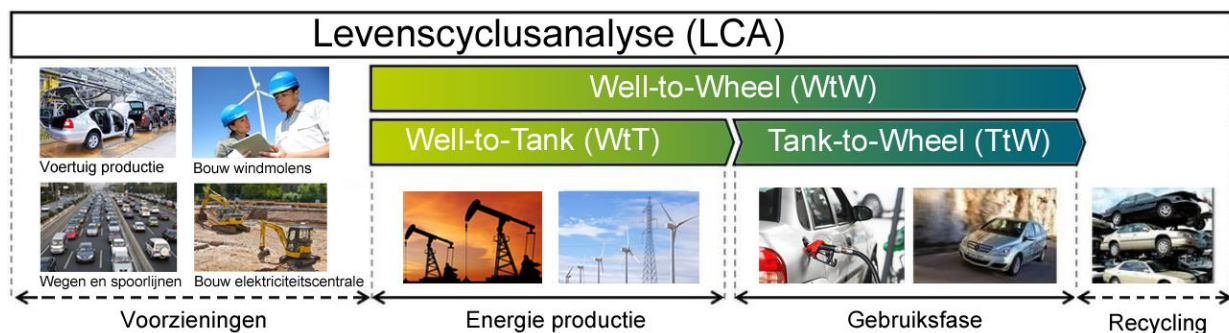 Levenscyclusanalyse (LCA)
Well-to-Wheel (WtW)
Well-to-Tank (WtT)
Tank-to-Wheel (TtW)
Voertuig productie
Bouw windmolens
Wegen en spoorlijnen
Bouw elektriciteitscentrale
Voorzieningen
Energie productie
Gebruiksfase
Recycling